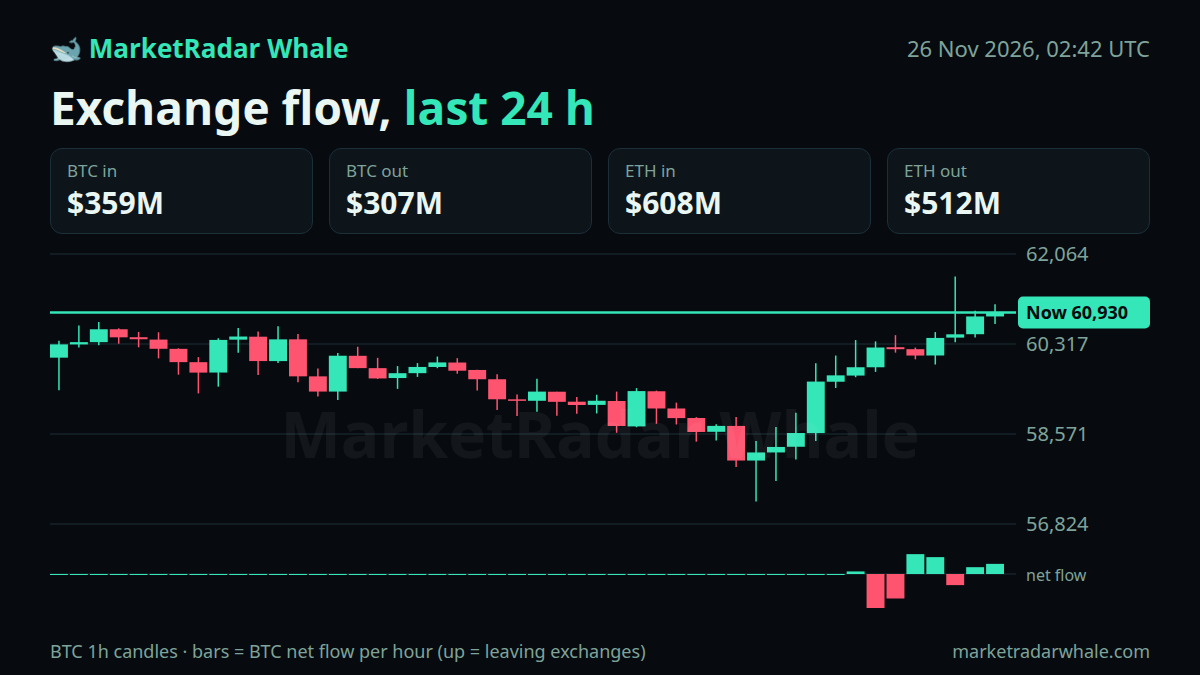 🐳 MarketRadar Whale
26 Nov 2026, 02:42 UTC
Exchange flow, last 24 h
BTC in
$359M
BTC out
$307M
ETH in
$608M
ETH out
$512M
62,064
Now 60,930
60,317
MarketRadar Whale
58,571
56,824
net flow
BTC 1h candles · bars = BTC net flow per hour (up = leaving exchanges)
marketradarwhale.com